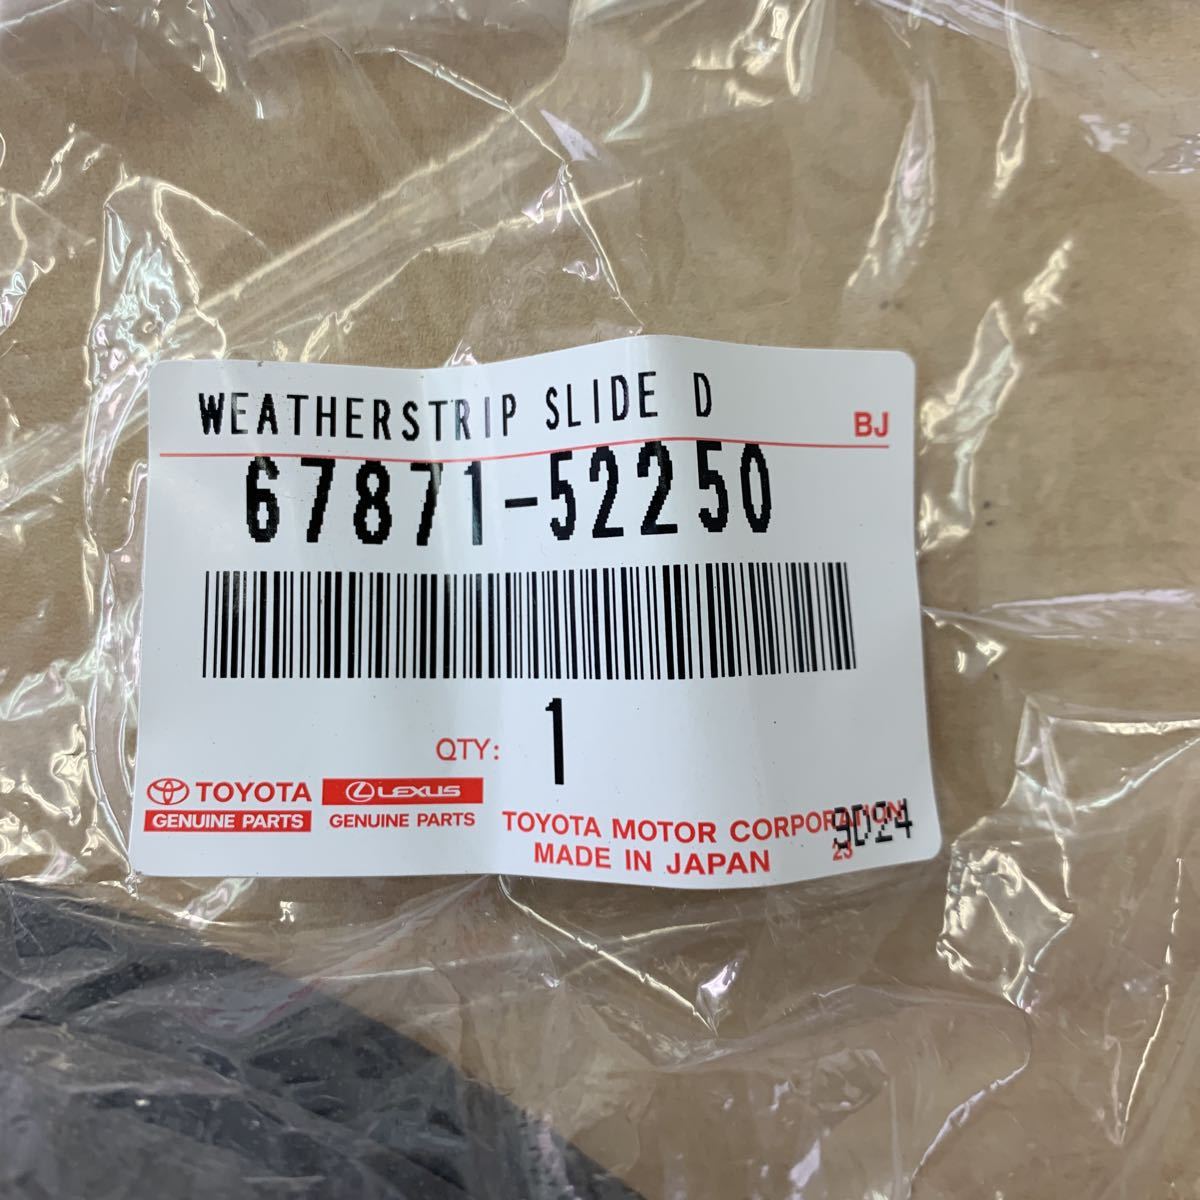 WEATHERSTRIP SLIDE D
BJ
67871-52250
QTY: 1
TOYOTA LEXUS
GENUINE PARTS GENUINE PARTS
TOYOTA MOTOR CORPORATION
MADE IN JAPAN 23
9D24